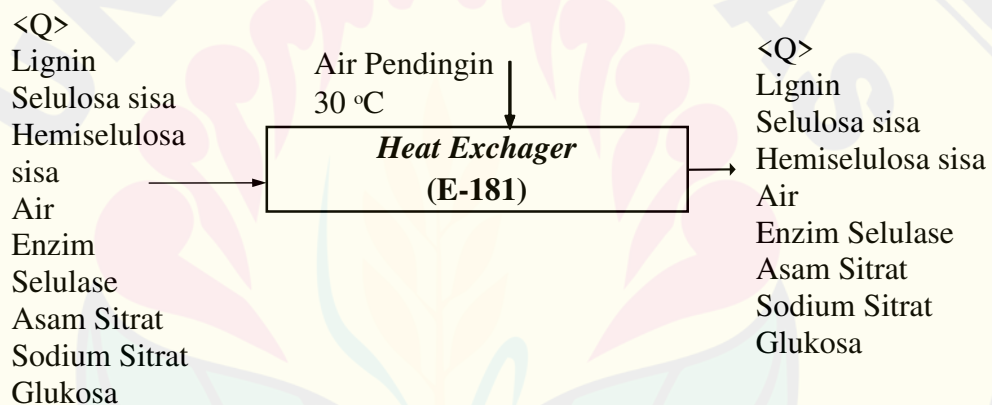 <Q>
Lignin
Selulosa sisa
Hemiselulosa
sisa
Air
Enzim
Selulase
Asam Sitrat
Sodium Sitrat
Glukosa
Air Pendingin
30 °C
Heat Exchager
(E-181)
<Q>
Lignin
Selulosa sisa
Hemiselulosa sisa
Air
Enzim Selulase
Asam Sitrat
Sodium Sitrat
Glukosa